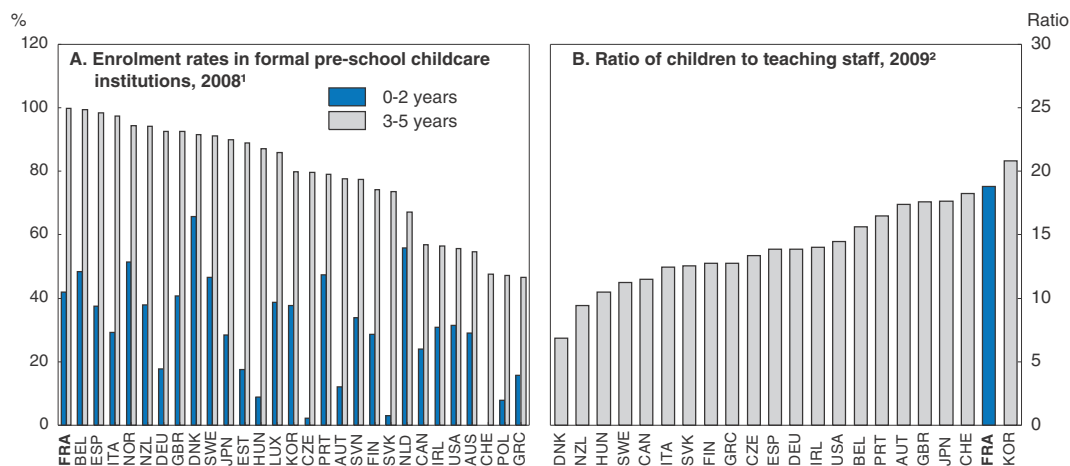 %
Ratio
120
30
A. Enrolment rates in formal pre-school childcare
institutions, 2008¹
B. Ratio of children to teaching staff, 2009²
0-2 years
3-5 years
100
25
80
20
60
15
40
10
20
5
0
0
FRA BEL ESP ITA NOR NZL DEU GBR DNK SWE JPN EST HUN LUX KOR CZE PRT AUT SVN FIN SVK NLD CAN IRL USA AUS CHE POL GRC
DNK NZL HUN SWE CAN ITA SVK FIN GRC CZE ESP DEU IRL USA BEL PRT AUT GBR JPN CHE FRA KOR